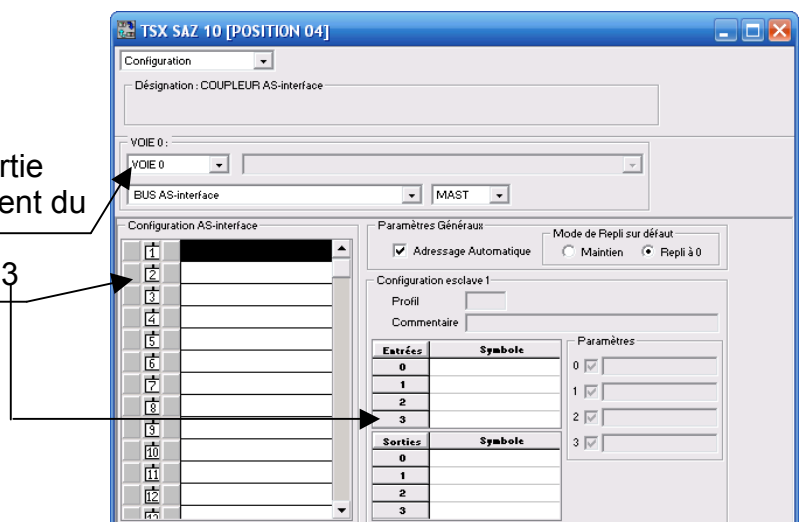 TSX SAZ 10 [POSITION 04]
Configuration
Désignation : COUPLEUR AS-interface
rtie
ent du
3
VOIE 0 :
VOIE 0
BUS AS-interface MAST
Configuration AS-interface
1
2
3
4
5
6
7
8
9
10
11
12
13
Paramètres Généraux
Adressage Automatique
Mode de Repli sur défaut
Maintien Repli à 0
Configuration esclave 1
Profil
Commentaire
Entrées Symbole
0
1
2
3
Sorties Symbole
0
1
2
3
Paramètres
0
1
2
3